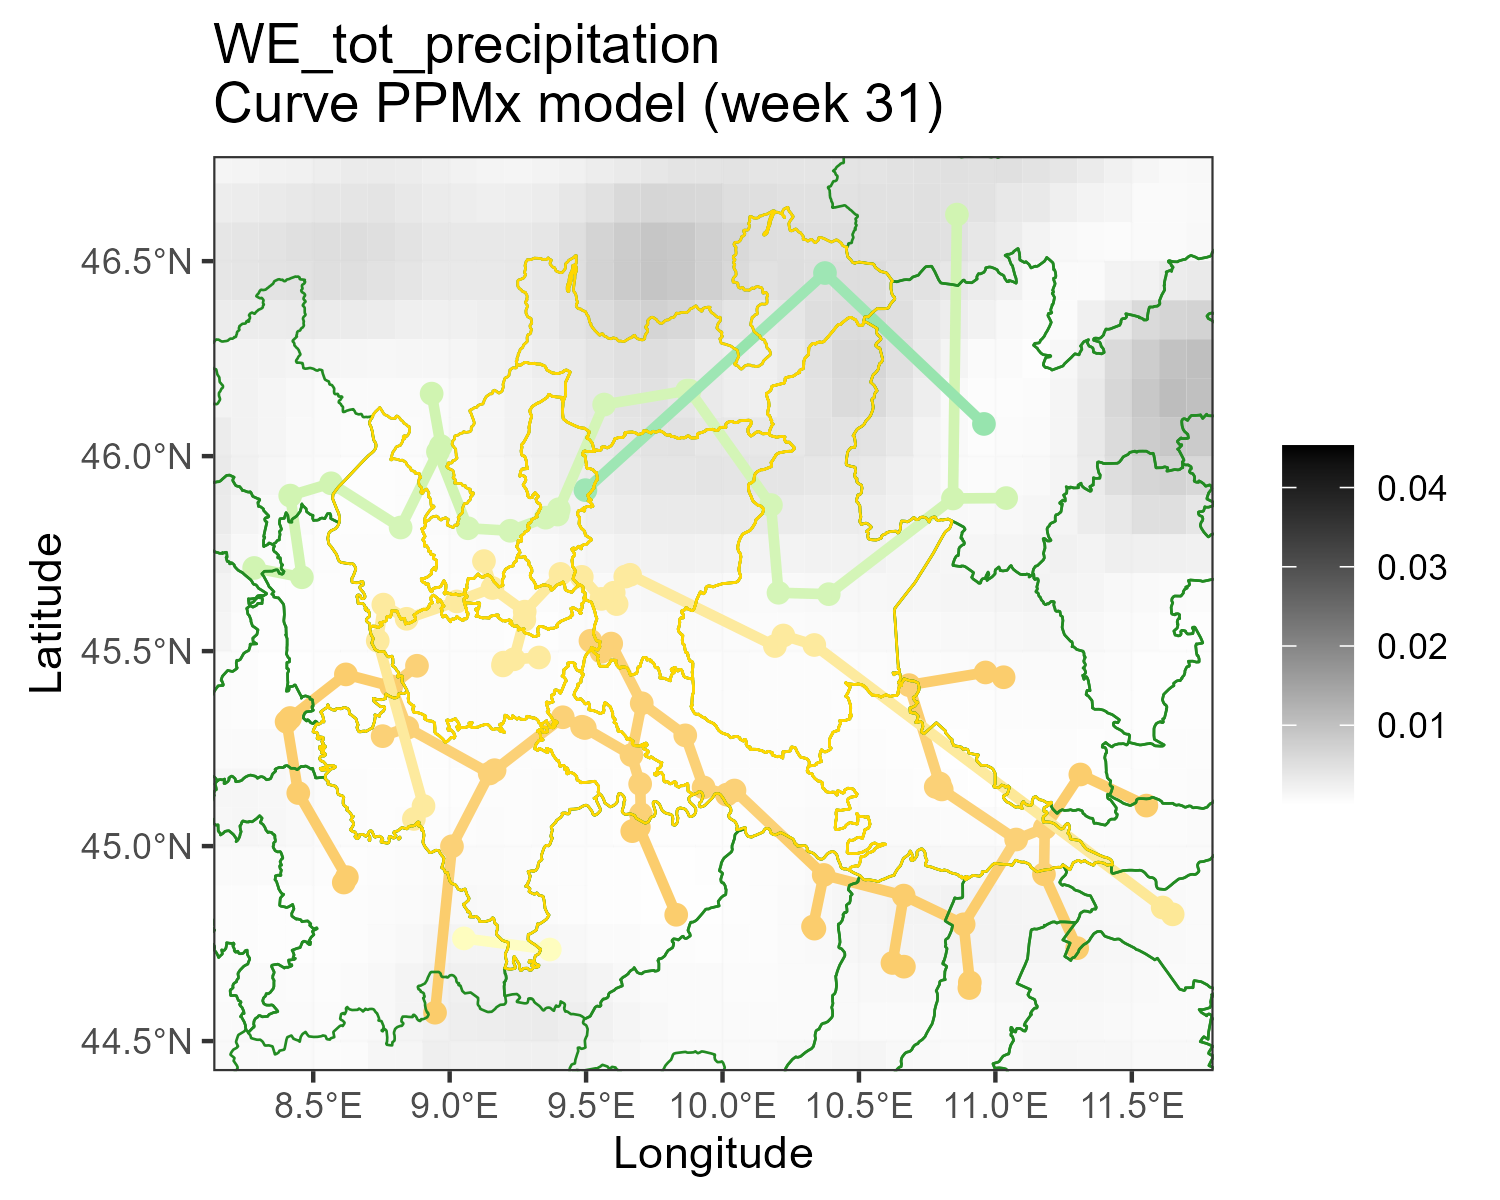 WE_tot_precipitation
Curve PPMx model (week 31)
46.5°N
46.0°N
45.5°N
45.0°N
44.5°N
Latitude
8.5°E 9.0°E 9.5°E 10.0°E 10.5°E 11.0°E 11.5°E
Longitude
0.04
0.03
0.02
0.01